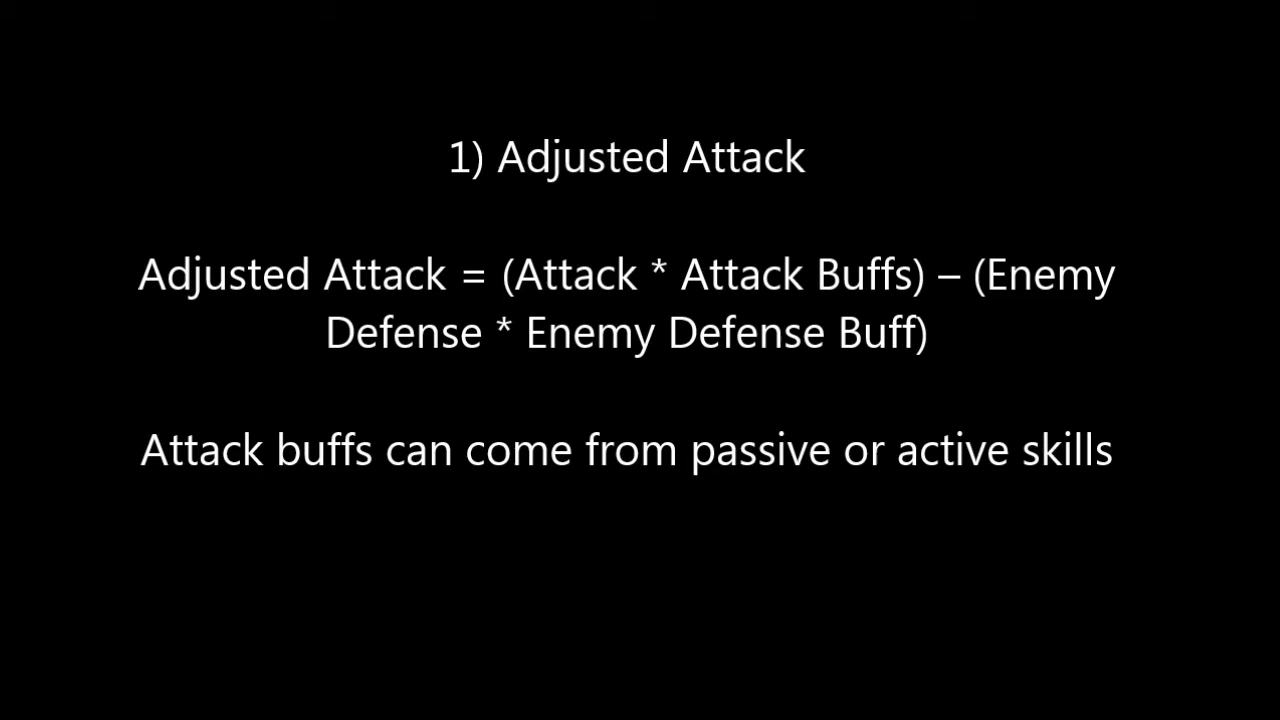 1) Adjusted Attack
Adjusted Attack = (Attack * Attack Buffs) – (Enemy
Defense * Enemy Defense Buff)
Attack buffs can come from passive or active skills